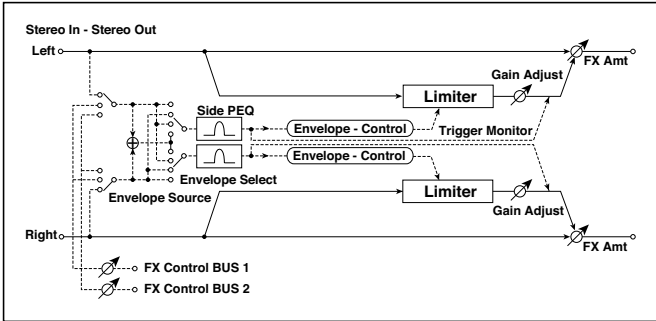 Stereo In - Stereo Out
Left
FX Amt
Gain Adjust
Limiter
Side PEQ
Envelope - Control
Trigger Monitor
Envelope - Control
Envelope Select
Envelope Source
Limiter
Gain Adjust
Right
FX Amt
FX Control BUS 1
FX Control BUS 2